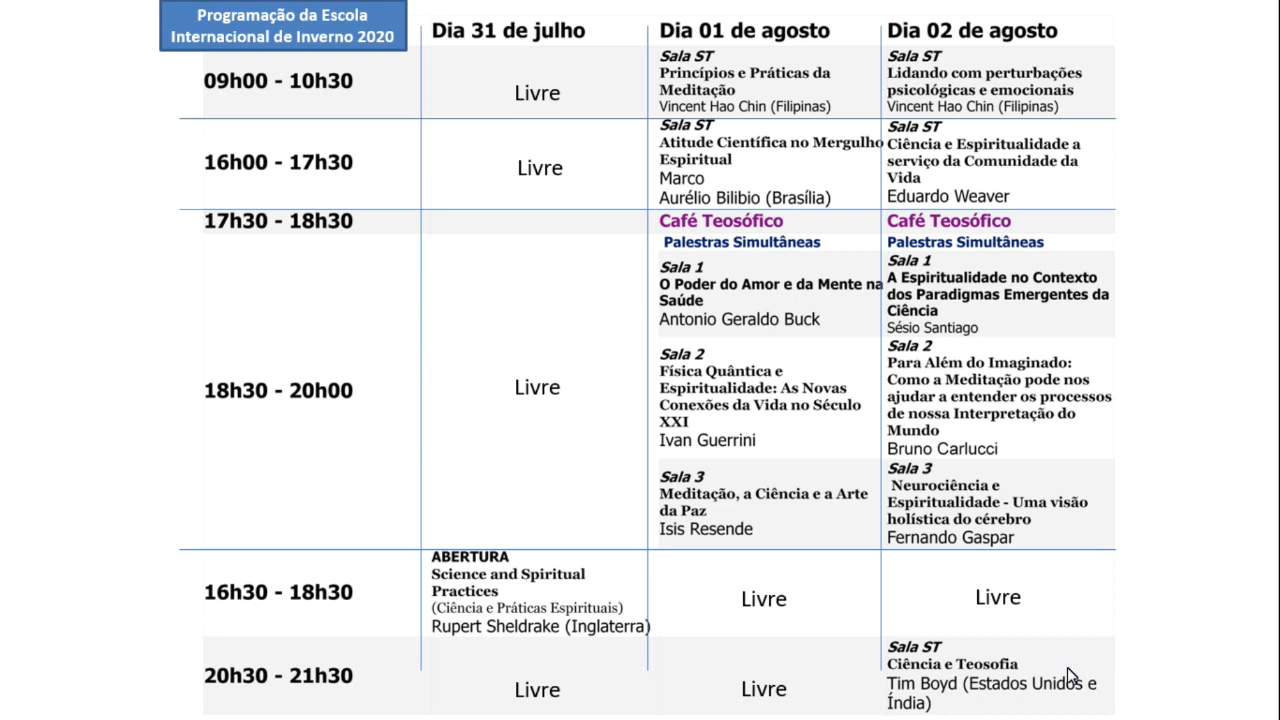 Programação da Escola
Internacional de Inverno 2020
Dia 31 de julho
Dia 01 de agosto
Dia 02 de agosto
09h00 - 10h30
Livre
Sala ST
Princípios e Práticas da
Meditação
Vincent Hao Chin (Filipinas)
Sala ST
Lidando com perturbações
psicológicas e emocionais
Vincent Hao Chin (Filipinas)
16h00 - 17h30
Livre
Sala ST
Atitude Científica no Mergulho
Espiritual
Marco
Aurélio Bilibio (Brasília)
Sala ST
Ciência e Espiritualidade a
serviço da Comunidade da
Vida
Eduardo Weaver
17h30 - 18h30
Café Teosófico
Café Teosófico
18h30 - 20h00
Livre
Palestras Simultâneas
Sala 1
O Poder do Amor e da Mente na
Saúde
Antonio Geraldo Buck
Sala 2
Física Quântica e
Espiritualidade: As Novas
Conexões da Vida no Século
XXI
Ivan Guerrini
Sala 3
Meditação, a Ciência e a Arte
da Paz
Isis Resende
Palestras Simultâneas
Sala 1
A Espiritualidade no Contexto
dos Paradigmas Emergentes da
Ciência
Sésio Santiago
Sala 2
Para Além do Imaginado:
Como a Meditação pode nos
ajudar a entender os processos
de nossa Interpretação do
Mundo
Bruno Carlucci
Sala 3
Neurociência e
Espiritualidade - Uma visão
holística do cérebro
Fernando Gaspar
16h30 - 18h30
ABERTURA
Science and Spiritual
Practices
(Ciência e Práticas Espirituais)
Rupert Sheldrake (Inglaterra)
Livre
Livre
20h30 - 21h30
Livre
Livre
Sala ST
Ciência e Teosofia
Tim Boyd (Estados Unidos e
Índia)